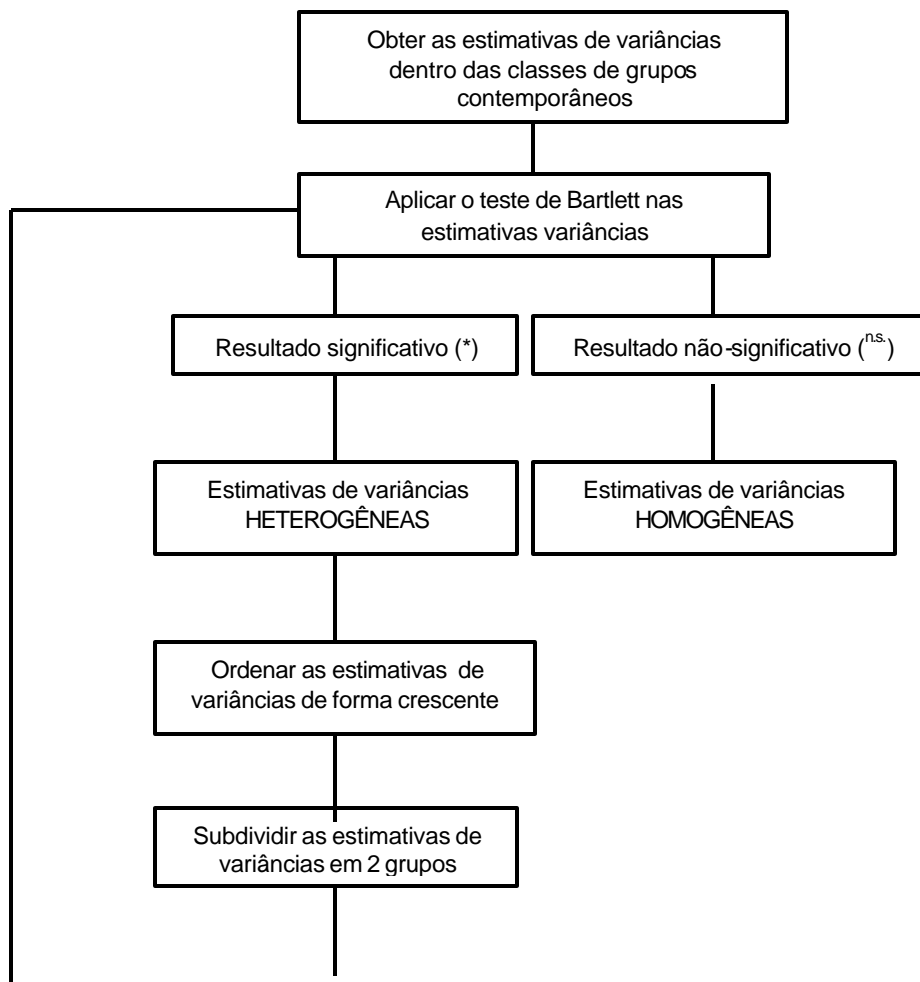 Obter as estimativas de variâncias
dentro das classes de grupos
contemporâneos
Aplicar o teste de Bartlett nas
estimativas variâncias
Resultado significativo (*)
Resultado não-significativo (n.s.)
Estimativas de variâncias
HETEROGÊNEAS
Estimativas de variâncias
HOMOGÊNEAS
Ordenar as estimativas de
variâncias de forma crescente
Subdividir as estimativas de
variâncias em 2 grupos